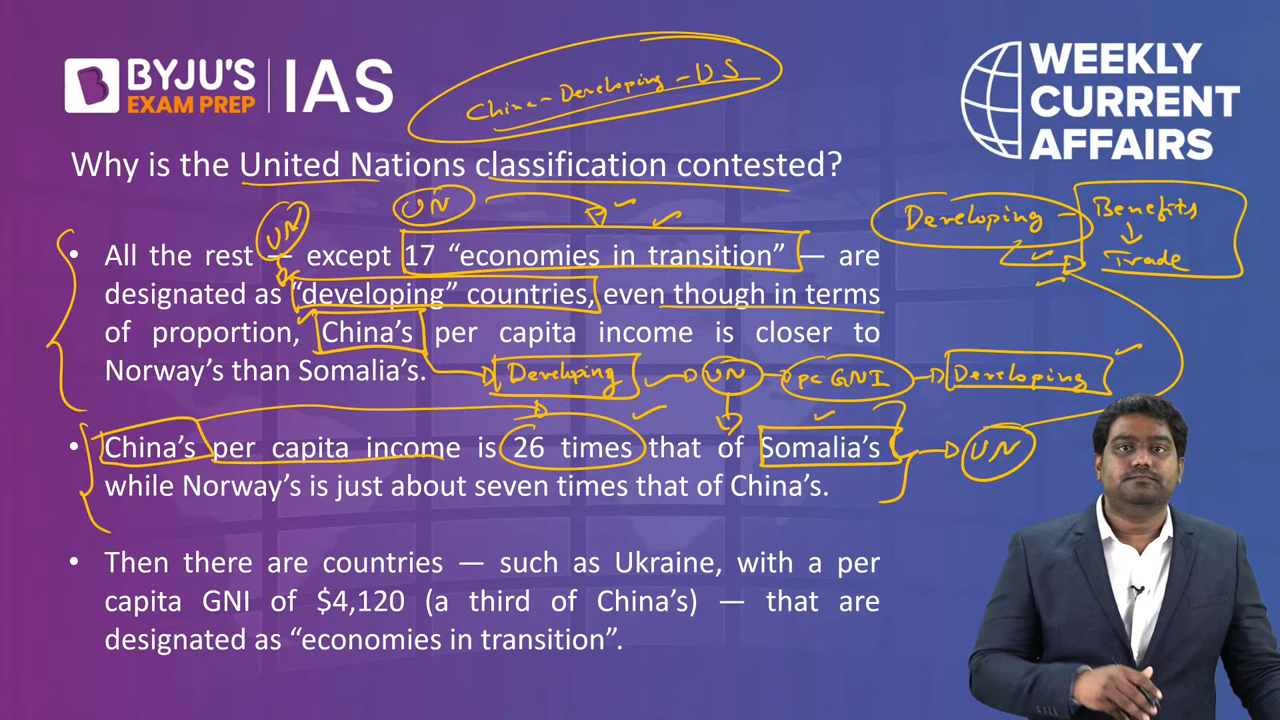 BYJU'S
EXAM PREP
IAS
China - Developing - US
WEEKLY
CURRENT
AFFAIRS
Why is the United Nations classification contested?
UN
UN
Developing - Benefits
Trade
• All the rest — except 17 “economies in transition” — are
designated as “developing” countries, even though in terms
of proportion, China’s per capita income is closer to
Norway’s than Somalia’s.
Developing UN pc GNI Developing
• China’s per capita income is 26 times that of Somalia’s
UN
while Norway’s is just about seven times that of China’s.
• Then there are countries — such as Ukraine, with a per
capita GNI of $4,120 (a third of China’s) — that are
designated as “economies in transition”.